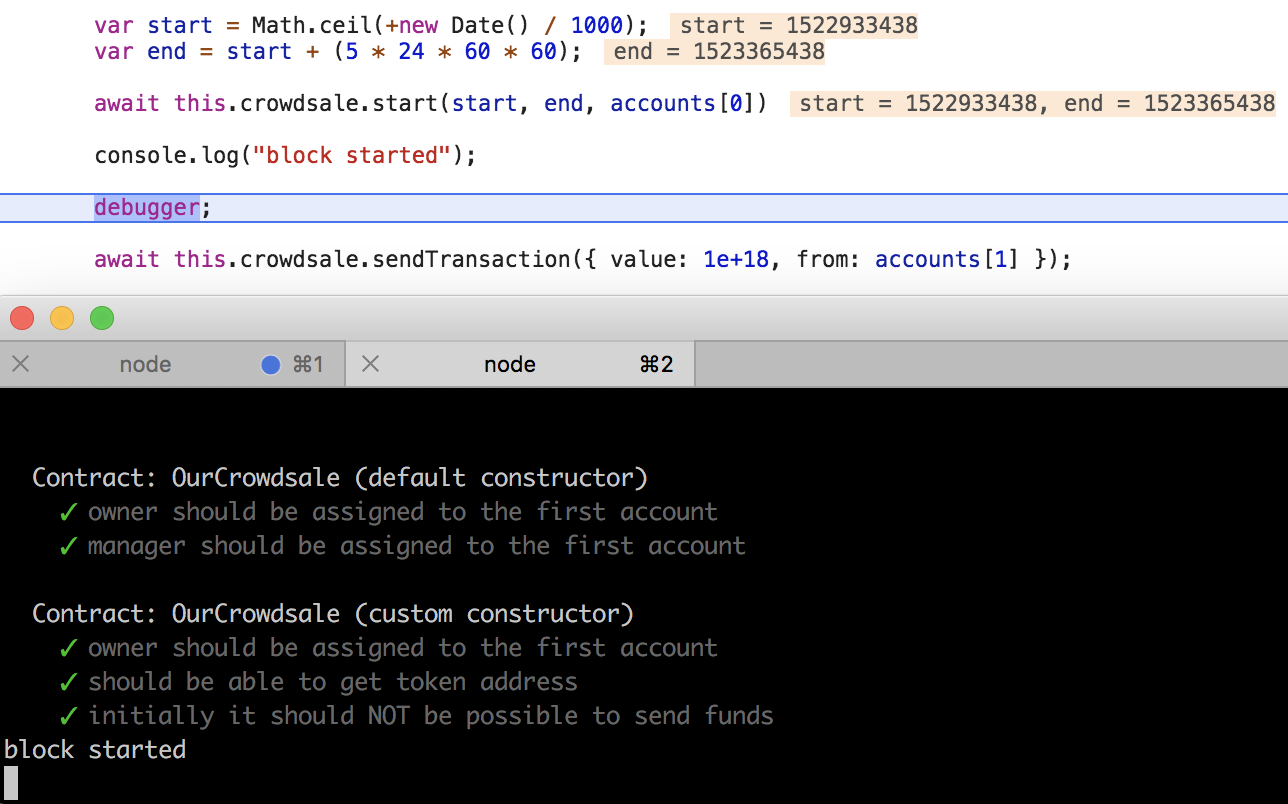 var start = Math.ceil(+new Date() / 1000); start = 1522933438
var end = start + (5 * 24 * 60 * 60); end = 1523365438
await this.crowdsale.start(start, end, accounts[0]) start = 1522933438, end = 1523365438
console.log("block started");
debugger;
await this.crowdsale.sendTransaction({ value: 1e+18, from: accounts[1] });
node ⌘1 node ⌘2
Contract: OurCrowdsale (default constructor)
✓ owner should be assigned to the first account
✓ manager should be assigned to the first account
Contract: OurCrowdsale (custom constructor)
✓ owner should be assigned to the first account
✓ should be able to get token address
✓ initially it should NOT be possible to send funds
block started